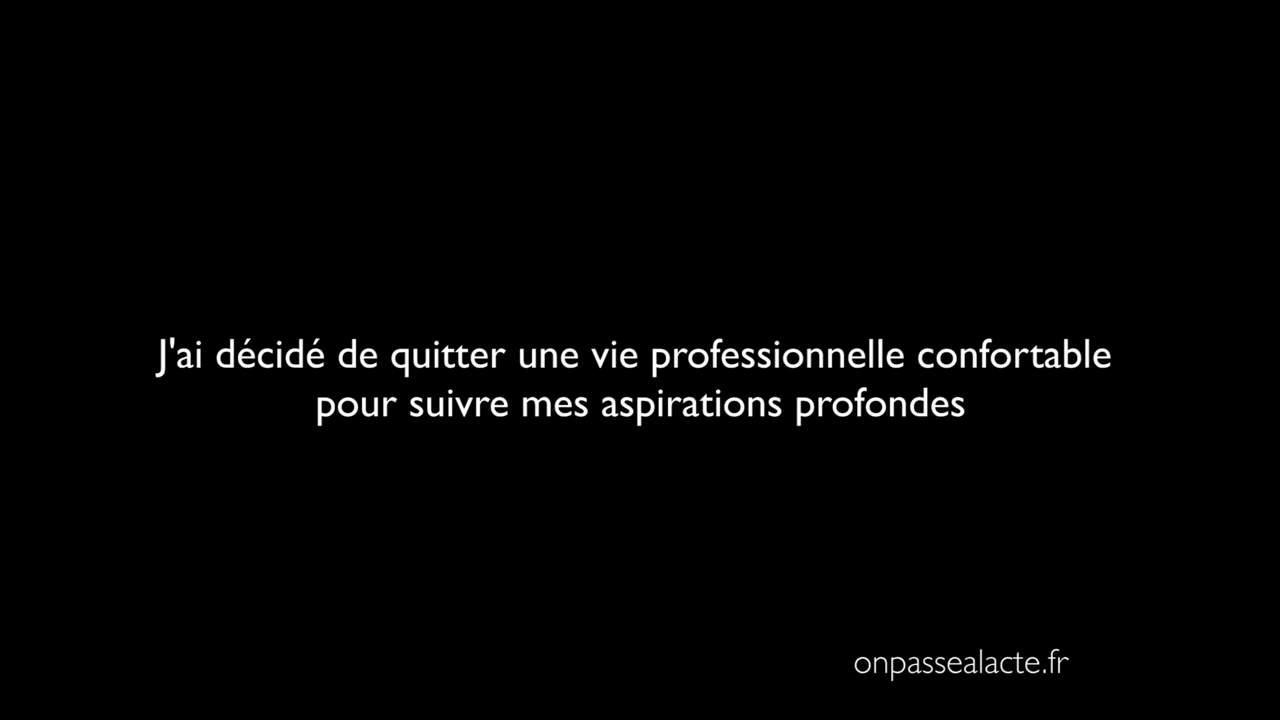 J'ai décidé de quitter une vie professionnelle confortable
pour suivre mes aspirations profondes
onpassealacte.fr